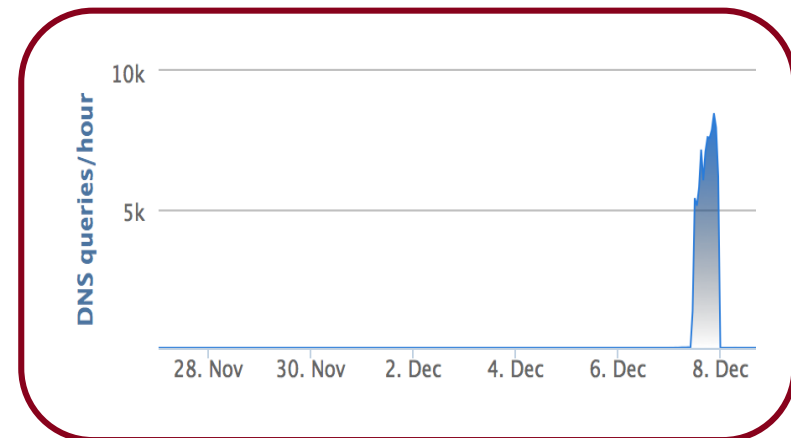 10k
5k
DNS queries/hour
28. Nov 30. Nov 2. Dec 4. Dec 6. Dec 8. Dec